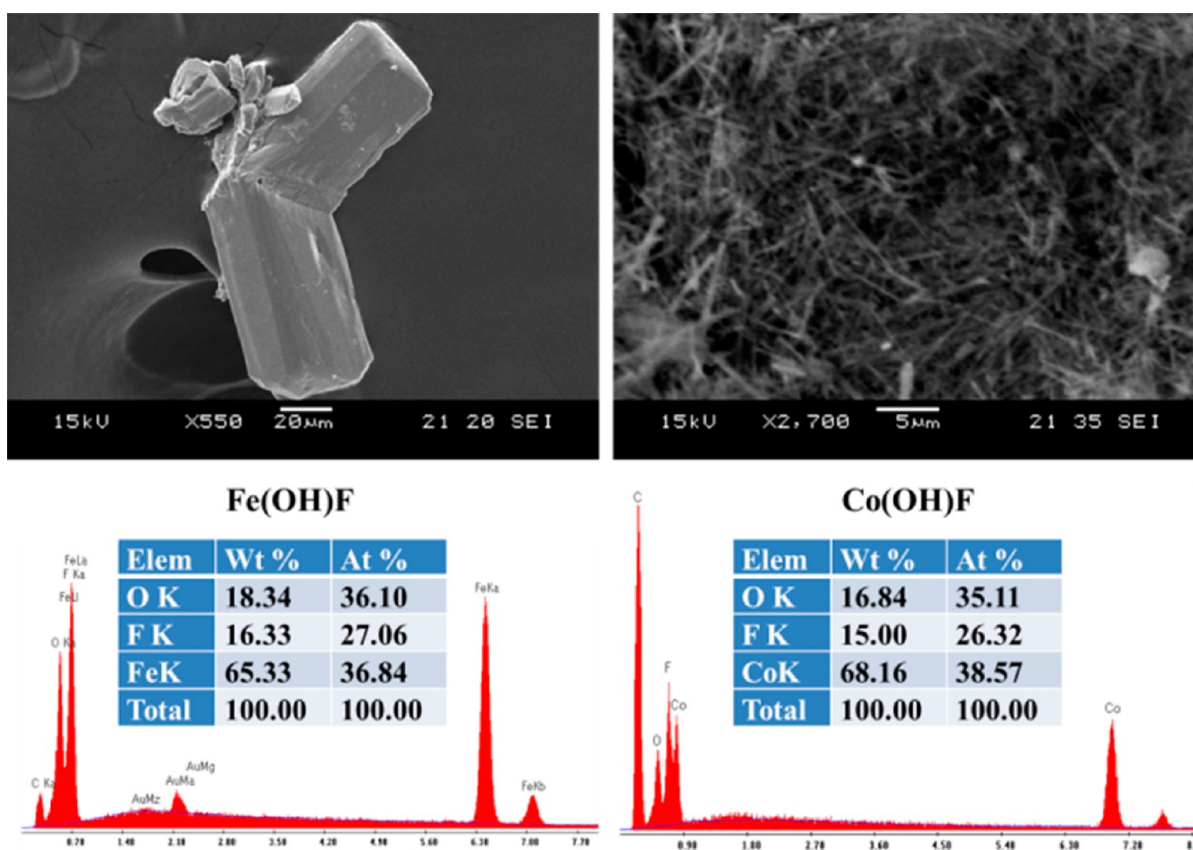 15kU X550 20µm 21 20 SEI
15kU X2,700 5µm 21 35 SEI
Fe(OH)F
Elem Wt % At %
O K 18.34 36.10
F K 16.33 27.06
FeK 65.33 36.84
Total 100.00 100.00
FeLa
F Ka
O Ka
C Ka
AuMz
AuMa
AuMg
FeKa
FeKb
0.70 1.40 2.10 2.80 3.50 4.20 4.90 5.60 6.30 7.00 7.70
Co(OH)F
Elem Wt % At %
O K 16.84 35.11
F K 15.00 26.32
CoK 68.16 38.57
Total 100.00 100.00
C
O
F
Co
Co
0.90 1.80 2.70 3.60 4.50 5.40 6.30 7.20